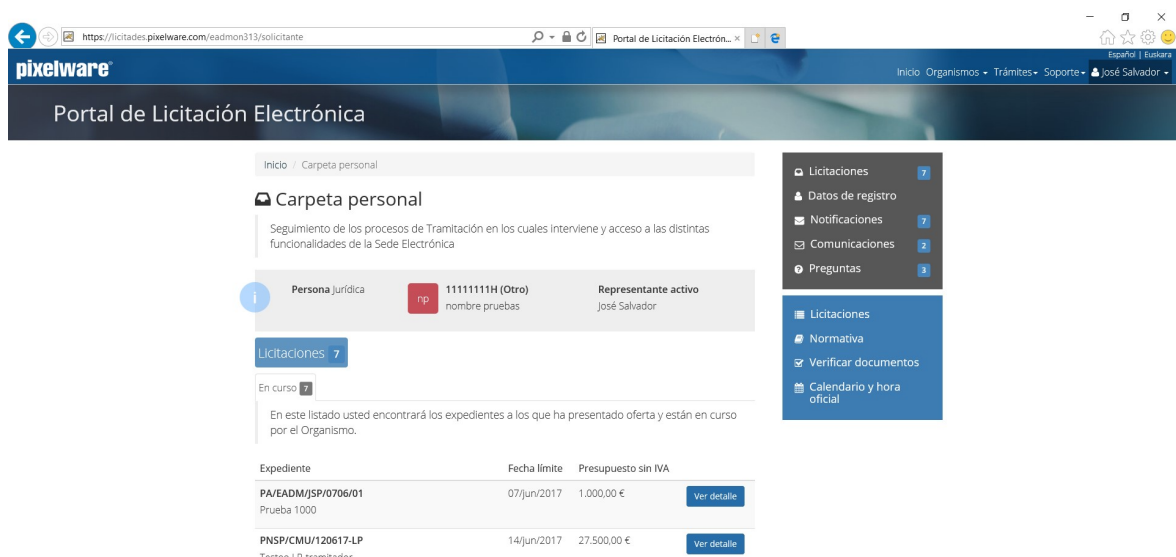 https://licitades.pixelware.com/eadmon313/solicitante
Portal de Licitación Electrón...
Español | Euskara
pixelware
Inicio Organismos Trámites Soporte José Salvador
Portal de Licitación Electrónica
Inicio / Carpeta personal
Carpeta personal
Seguimiento de los procesos de Tramitación en los cuales interviene y acceso a las distintas
funcionalidades de la Sede Electrónica
i
Persona Jurídica
np
11111111H (Otro)
nombre pruebas
Representante activo
José Salvador
Licitaciones 7
En curso 7
En este listado usted encontrará los expedientes a los que ha presentado oferta y están en curso
por el Organismo.
Expediente Fecha límite Presupuesto sin IVA
PA/EADM/JSP/0706/01 07/jun/2017 1.000,00 € Ver detalle
Prueba 1000
PNSP/CMU/120617-LP 14/jun/2017 27.500,00 € Ver detalle
Testeo LP tramitador
Licitaciones 7
Datos de registro
Notificaciones 7
Comunicaciones 2
Preguntas 3
Licitaciones
Normativa
Verificar documentos
Calendario y hora
oficial